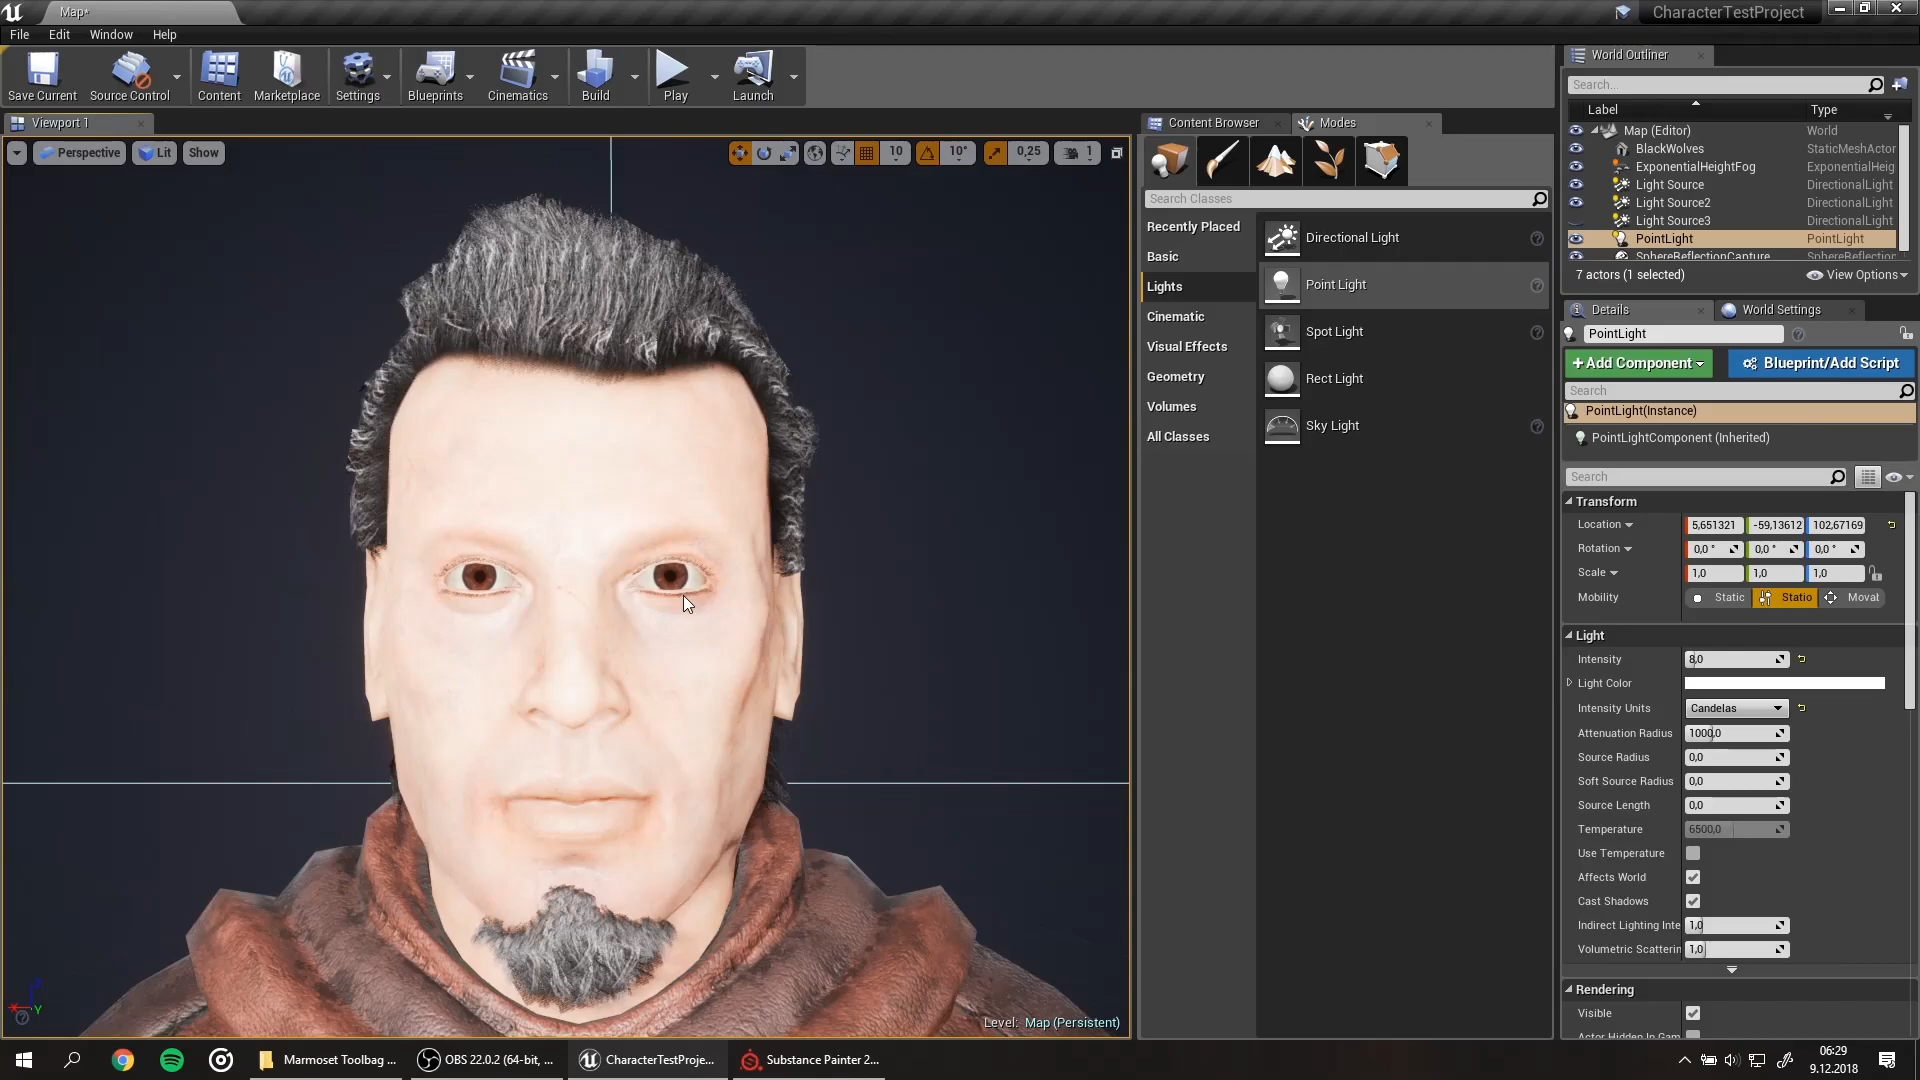 Map*
CharacterTestProject
File Edit Window Help
Save Current Source Control Content Marketplace Settings Blueprints Cinematics Build Play Launch
Viewport 1
Perspective Lit Show
10 10° 0,25 1
Level: Map (Persistent)
Content Browser Modes
Search Classes
Recently Placed
Basic
Lights
Cinematic
Visual Effects
Geometry
Volumes
All Classes
Directional Light
Point Light
Spot Light
Rect Light
Sky Light
World Outliner
Search...
Label Type
Map (Editor) World
BlackWolves StaticMeshActor
ExponentialHeightFog ExponentialHeig
Light Source DirectionalLight
Light Source2 DirectionalLight
Light Source3 DirectionalLight
PointLight PointLight
SphereReflectionCapture SphereReflection
7 actors (1 selected) View Options
Details World Settings
PointLight
+Add Component Blueprint/Add Script
Search
PointLight(Instance)
PointLightComponent (Inherited)
Search
Transform
Location 5,651321 -59,13612 102,67169
Rotation 0,0 ° 0,0 ° 0,0 °
Scale 1,0 1,0 1,0
Mobility Static Statio Movat
Light
Intensity 8,0
Light Color
Intensity Units Candelas
Attenuation Radius 1000,0
Source Radius 0,0
Soft Source Radius 0,0
Source Length 0,0
Temperature 6500,0
Use Temperature
Affects World
Cast Shadows
Indirect Lighting Inte 1,0
Volumetric Scatterin 1,0
Rendering
Visible
Actor Hidden In Gam
Marmoset Toolbag ... OBS 22.0.2 (64-bit, ... CharacterTestProje... Substance Painter 2...
06:29
9.12.2018